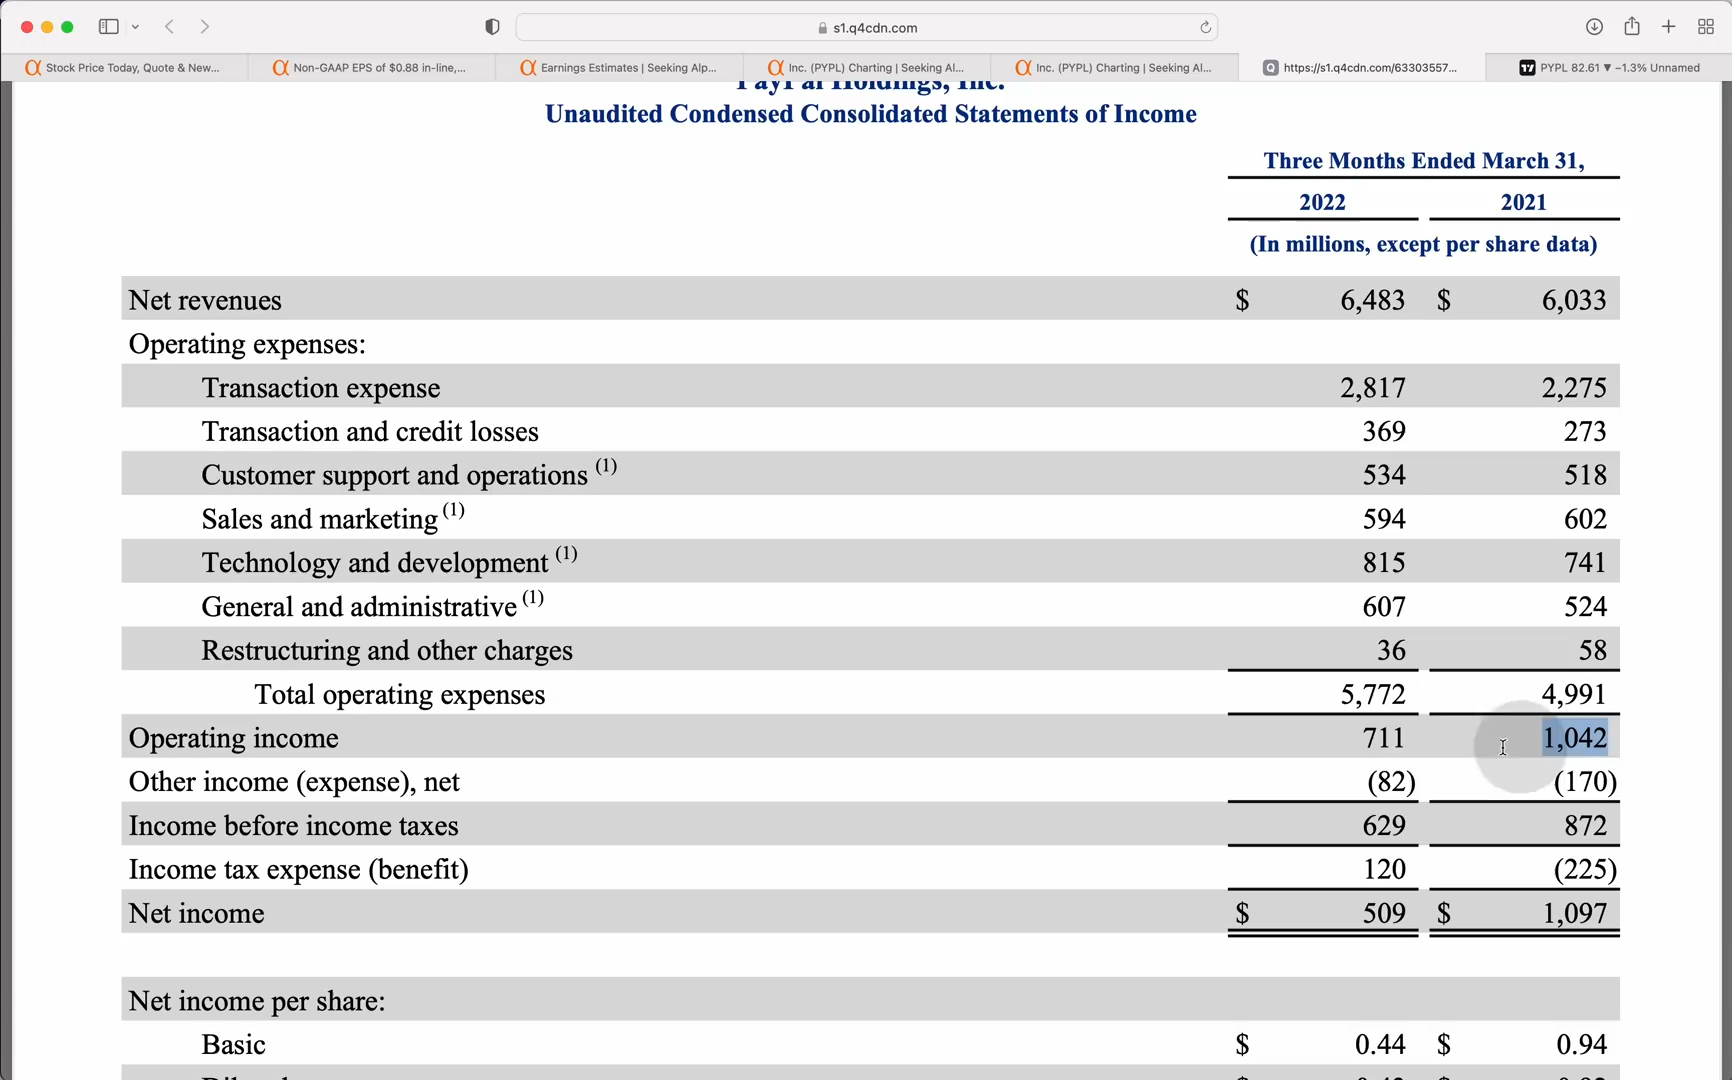 s1.q4cdn.com
Stock Price Today, Quote & New...
Non-GAAP EPS of $0.88 in-line,...
Earnings Estimates | Seeking Alp...
Inc. (PYPL) Charting | Seeking Al...
Inc. (PYPL) Charting | Seeking Al...
https://s1.q4cdn.com/63303557...
PYPL 82.61 ▼ −1.3% Unnamed
PayPal Holdings, Inc.
Unaudited Condensed Consolidated Statements of Income
Three Months Ended March 31,
2022 2021
(In millions, except per share data)
Net revenues $ 6,483 $ 6,033
Operating expenses:
Transaction expense 2,817 2,275
Transaction and credit losses 369 273
Customer support and operations (1) 534 518
Sales and marketing (1) 594 602
Technology and development (1) 815 741
General and administrative (1) 607 524
Restructuring and other charges 36 58
Total operating expenses 5,772 4,991
Operating income 711 1,042
Other income (expense), net (82) (170)
Income before income taxes 629 872
Income tax expense (benefit) 120 (225)
Net income $ 509 $ 1,097
Net income per share:
Basic $ 0.44 $ 0.94